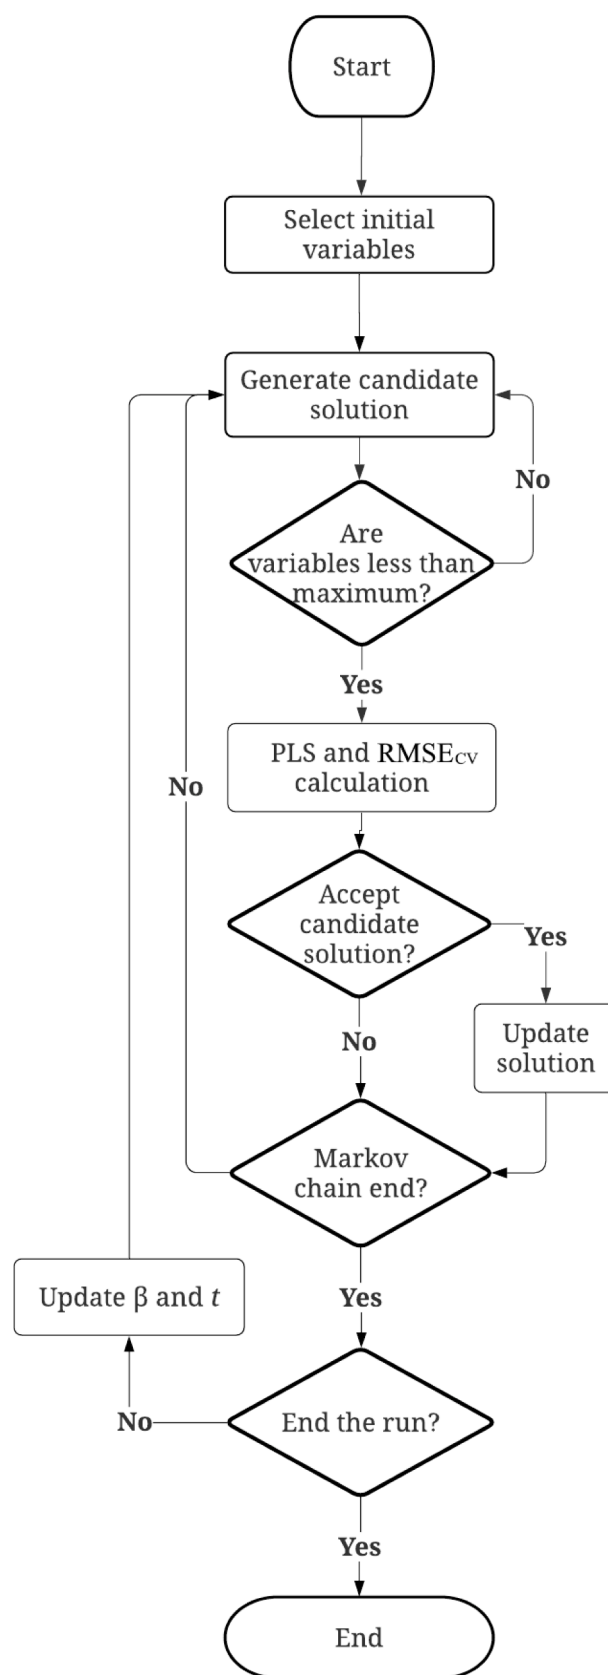 Start
Select initial
variables
Generate candidate
solution
No
Are
variables less than
maximum?
Yes
PLS and RMSECV
calculation
No
Accept
candidate
solution?
Yes
No
Update
solution
Markov
chain end?
Update β and t
Yes
No
End the run?
Yes
End